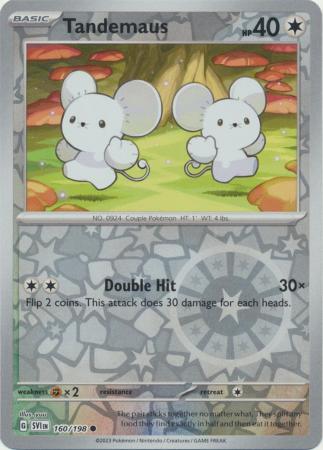 BASIC
Tandemaus
HP 40
NO. 0924 Couple Pokémon HT: 1' WT: 4 lbs.
Double Hit 30×
Flip 2 coins. This attack does 30 damage for each heads.
weakness ×2 resistance retreat
Illus.
The pair sticks together no matter what. They split any
G SVI EN 160/198
food they find exactly in half and then eat it together.
©2023 Pokémon / Nintendo / Creatures / GAME FREAK